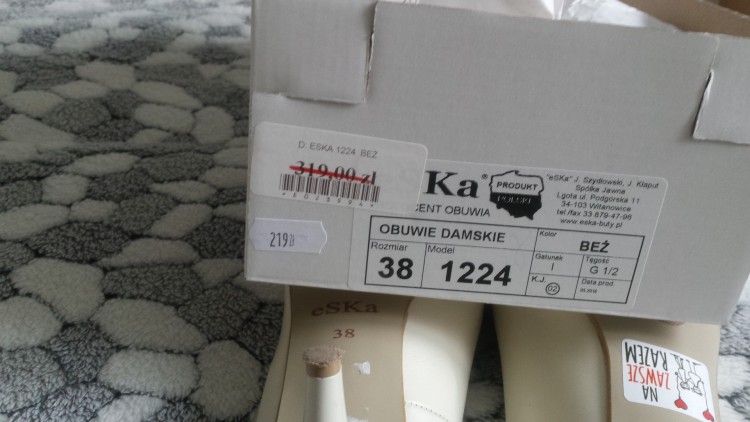 D. ESKA 1224 BEŻ
319,00 zł
Ka®
PRODUKT
POLSKI
CENT OBUWIA
"eSKa" J. Szydłowski, J. Kłaput
Spółka Jawna
Lgota ul. Podgórska 11
34-103 Witanowice
tel./fax 33 879-47-96
www.eska-buty.pl
219
OBUWIE DAMSKIE
Kolor
BEŻ
Rozmiar
38
Model
1224
Gatunek
I
Tęgość
G 1/2
K.J.
02
Data prod.
eSKa
38
NA
ZAWSZE
RAZEM